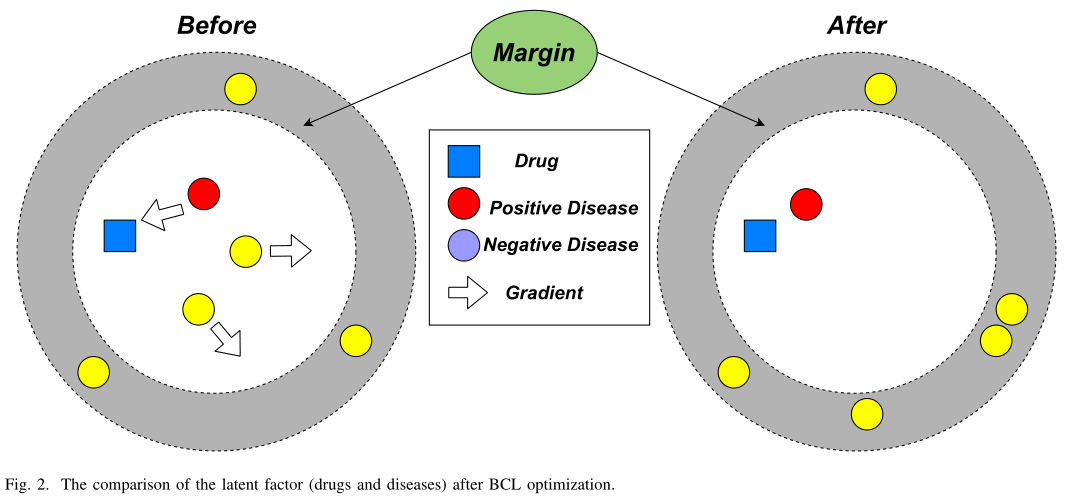 Before
After
Margin
Drug
Positive Disease
Negative Disease
Gradient
Fig. 2. The comparison of the latent factor (drugs and diseases) after BCL optimization.